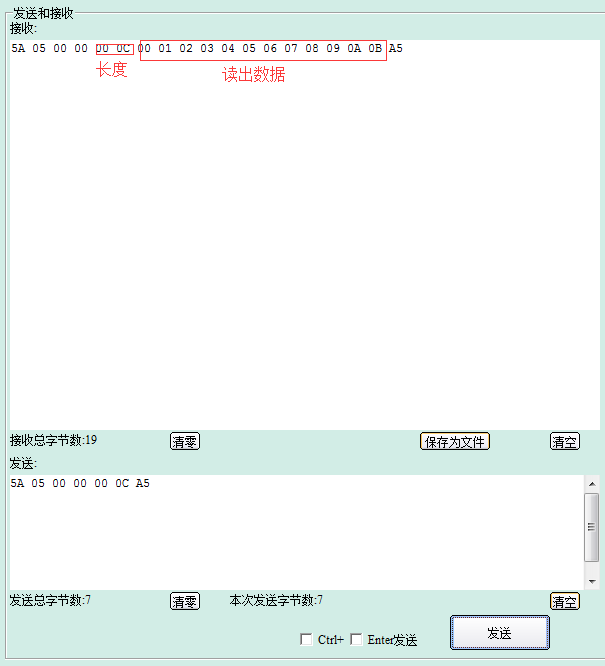 发送和接收
接收:
5A 05 00 00 00 0C 00 01 02 03 04 05 06 07 08 09 0A 0B A5
长度 读出数据
接收总字节数:19 清零 保存为文件 清空
发送:
5A 05 00 00 00 0C A5
发送总字节数:7 清零 本次发送字节数:7 清空
Ctrl+ Enter发送 发送